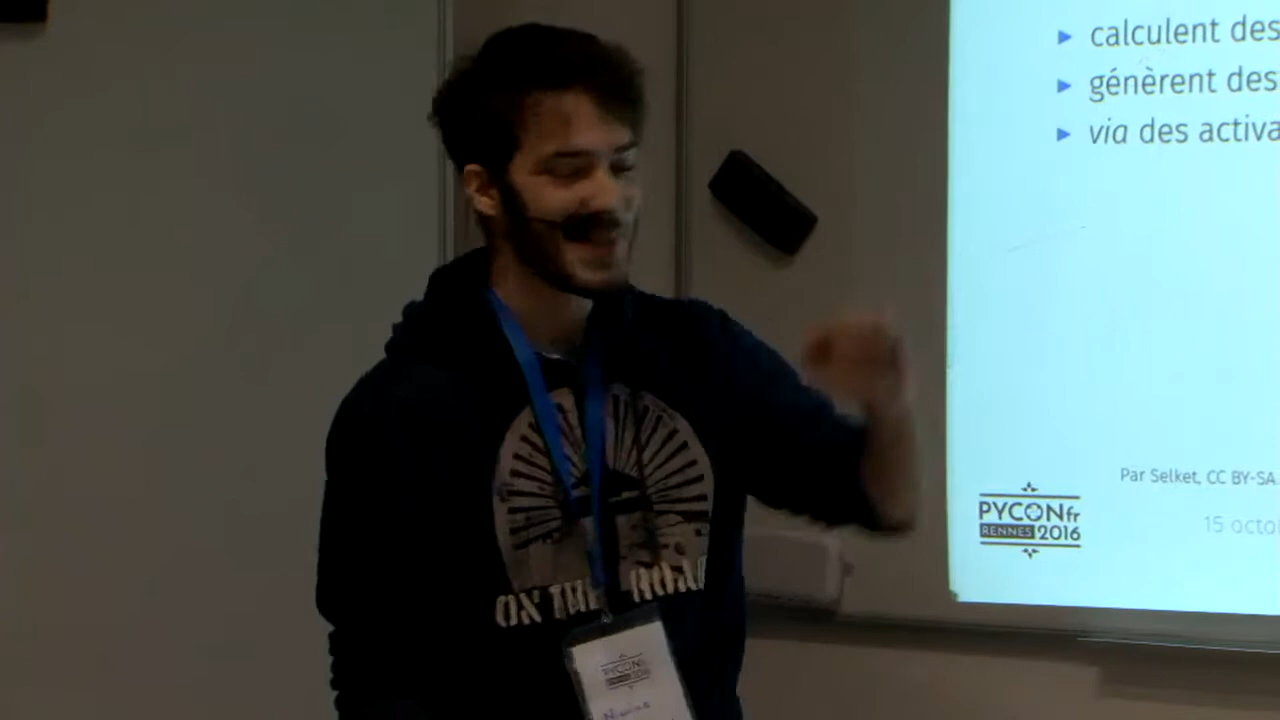 calculent des
génèrent des
via des activa
Par Selket, CC BY-SA
PYCONfr
RENNES 2016
15 octo
ON THE ROAD
PYCON